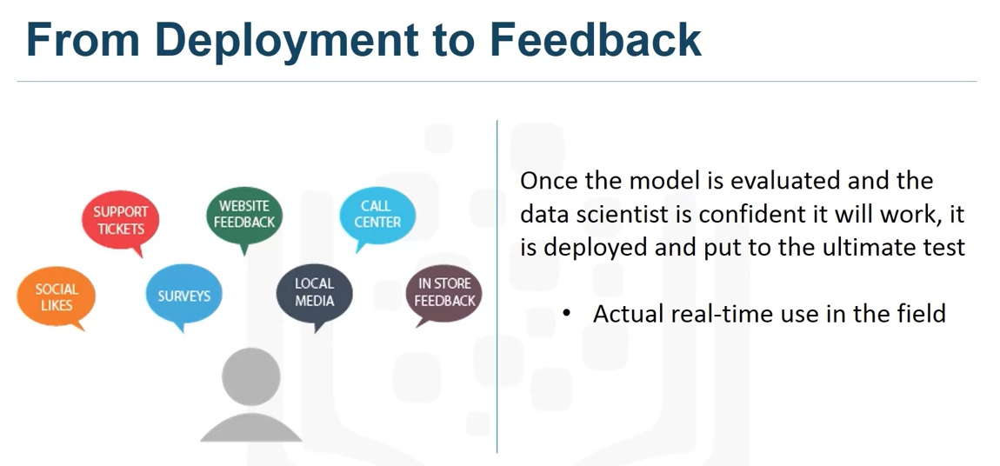 From Deployment to Feedback
SUPPORT
TICKETS
WEBSITE
FEEDBACK
CALL
CENTER
SOCIAL
LIKES
SURVEYS
LOCAL
MEDIA
IN STORE
FEEDBACK
Once the model is evaluated and the
data scientist is confident it will work, it
is deployed and put to the ultimate test
• Actual real-time use in the field